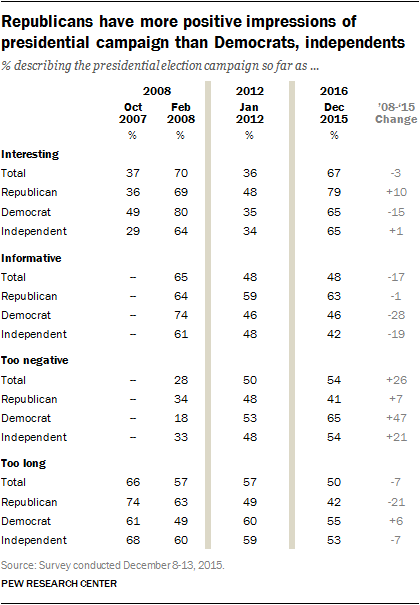 Republicans have more positive impressions of
presidential campaign than Democrats, independents
% describing the presidential election campaign so far as ...
2008 2012 2016
Oct 2007 Feb 2008 Jan 2012 Dec 2015 '08-'15 Change
% % % %
Interesting
Total 37 70 36 67 -3
Republican 36 69 48 79 +10
Democrat 49 80 35 65 -15
Independent 29 64 34 65 +1
Informative
Total -- 65 48 48 -17
Republican -- 64 59 63 -1
Democrat -- 74 46 46 -28
Independent -- 61 48 42 -19
Too negative
Total -- 28 50 54 +26
Republican -- 34 48 41 +7
Democrat -- 18 53 65 +47
Independent -- 33 48 54 +21
Too long
Total 66 57 57 50 -7
Republican 74 63 49 42 -21
Democrat 61 49 60 55 +6
Independent 68 60 59 53 -7
Source: Survey conducted December 8-13, 2015.
PEW RESEARCH CENTER